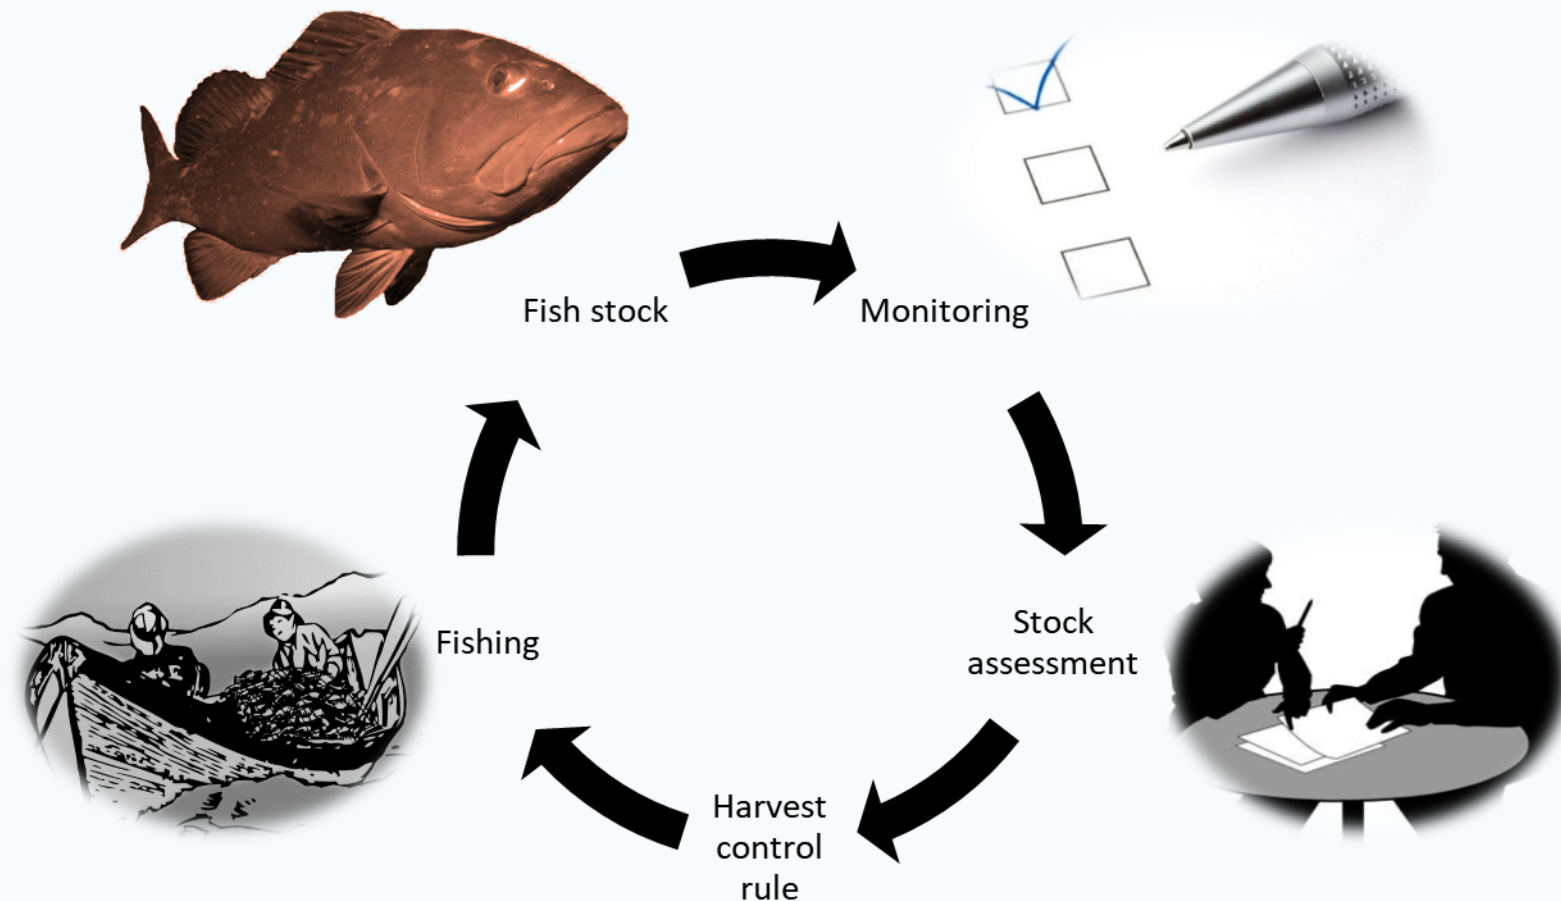 Fish stock
Monitoring
Stock
assessment
Harvest
control
rule
Fishing